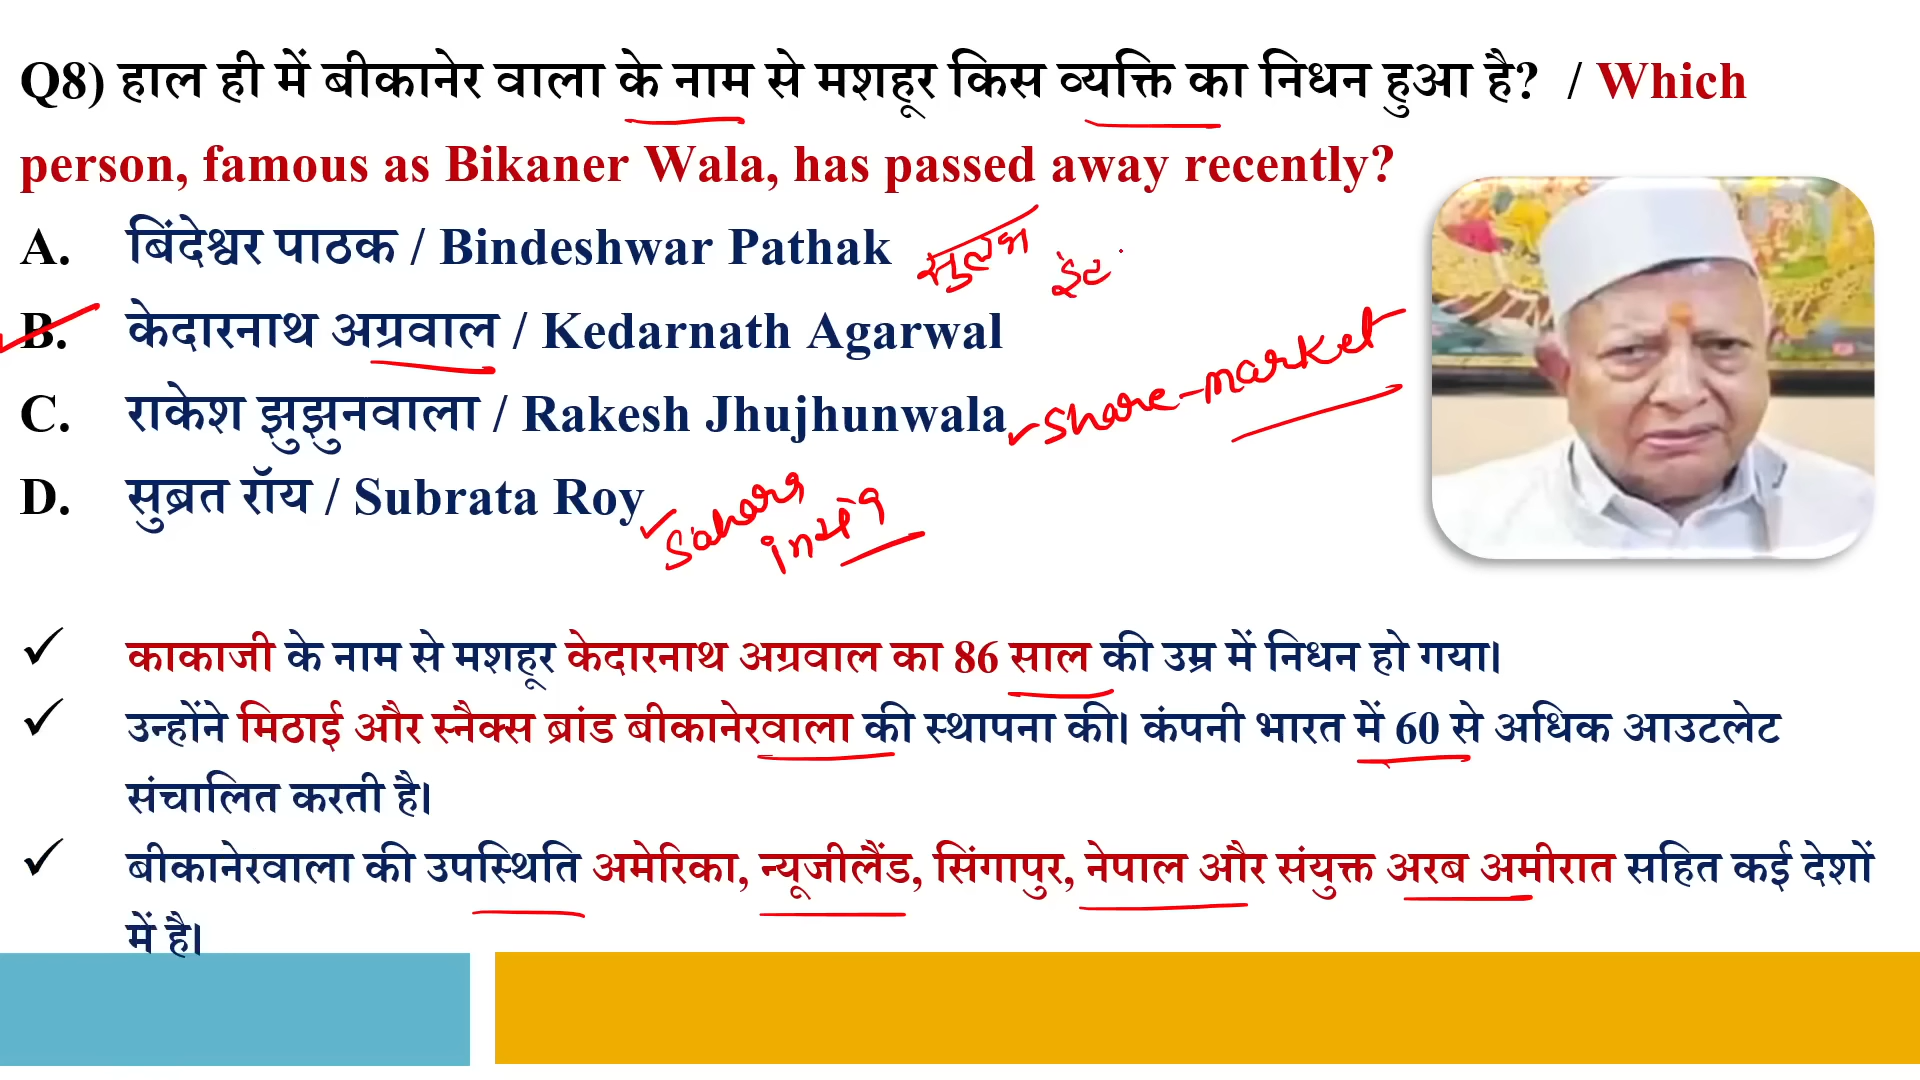 Q8) हाल ही में बीकानेर वाला के नाम से मशहूर किस व्यक्ति का निधन हुआ है? / Which
person, famous as Bikaner Wala, has passed away recently?
A. बिंदेश्वर पाठक / Bindeshwar Pathak सुलभ
B. केदारनाथ अग्रवाल / Kedarnath Agarwal
C. राकेश झुझुनवाला / Rakesh Jhujhunwala Share-market
D. सुब्रत रॉय / Subrata Roy Sahara
काकाजी के नाम से मशहूर केदारनाथ अग्रवाल का 86 साल की उम्र में निधन हो गया।
उन्होंने मिठाई और स्नैक्स ब्रांड बीकानेरवाला की स्थापना की। कंपनी भारत में 60 से अधिक आउटलेट
संचालित करती है।
बीकानेरवाला की उपस्थिति अमेरिका, न्यूजीलैंड, सिंगापुर, नेपाल और संयुक्त अरब अमीरात सहित कई देशों
में है।